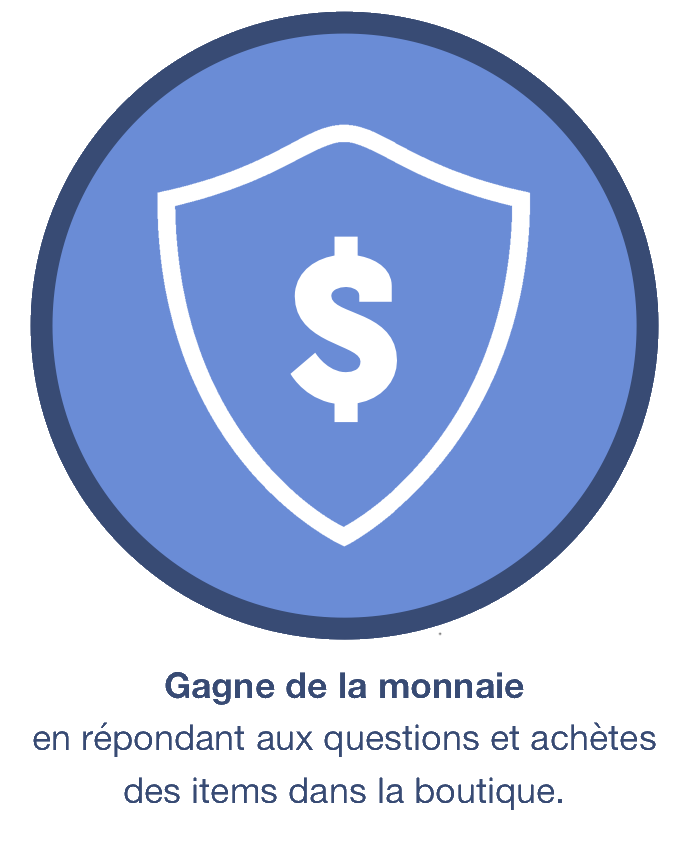 $
Gagne de la monnaie
en répondant aux questions et achètes
des items dans la boutique.